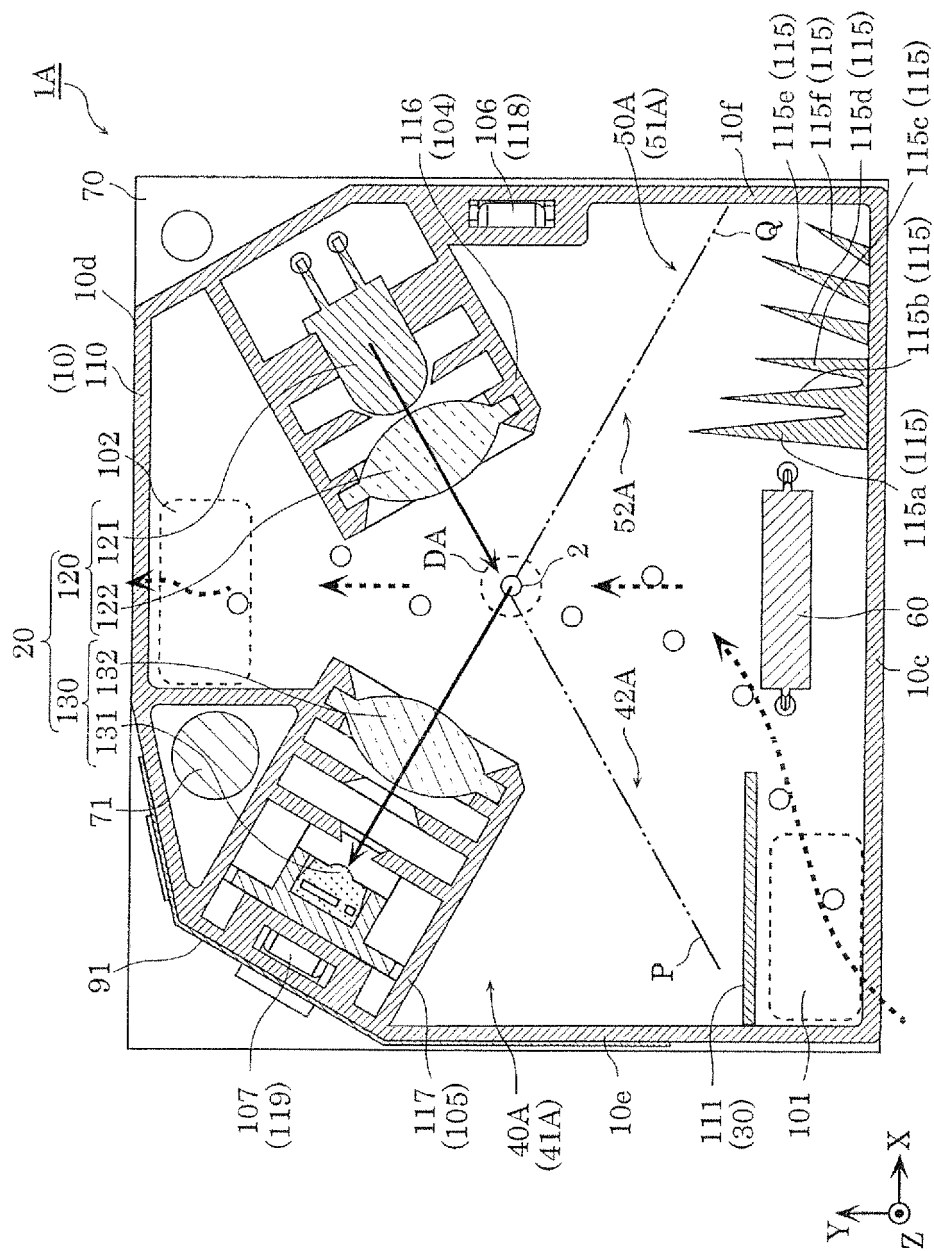 1A
70
10d
110
(10)
102
20
120
121
122
130
132
131
71
91
116
(104)
106
(118)
50A
(51A)
10f
115e (115)
115f (115)
115d (115)
115c (115)
115b (115)
115a (115)
Q
DA
2
52A
42A
P
60
10c
107
(119)
117
(105)
40A
(41A)
10e
111
(30)
101
Y
X
Z